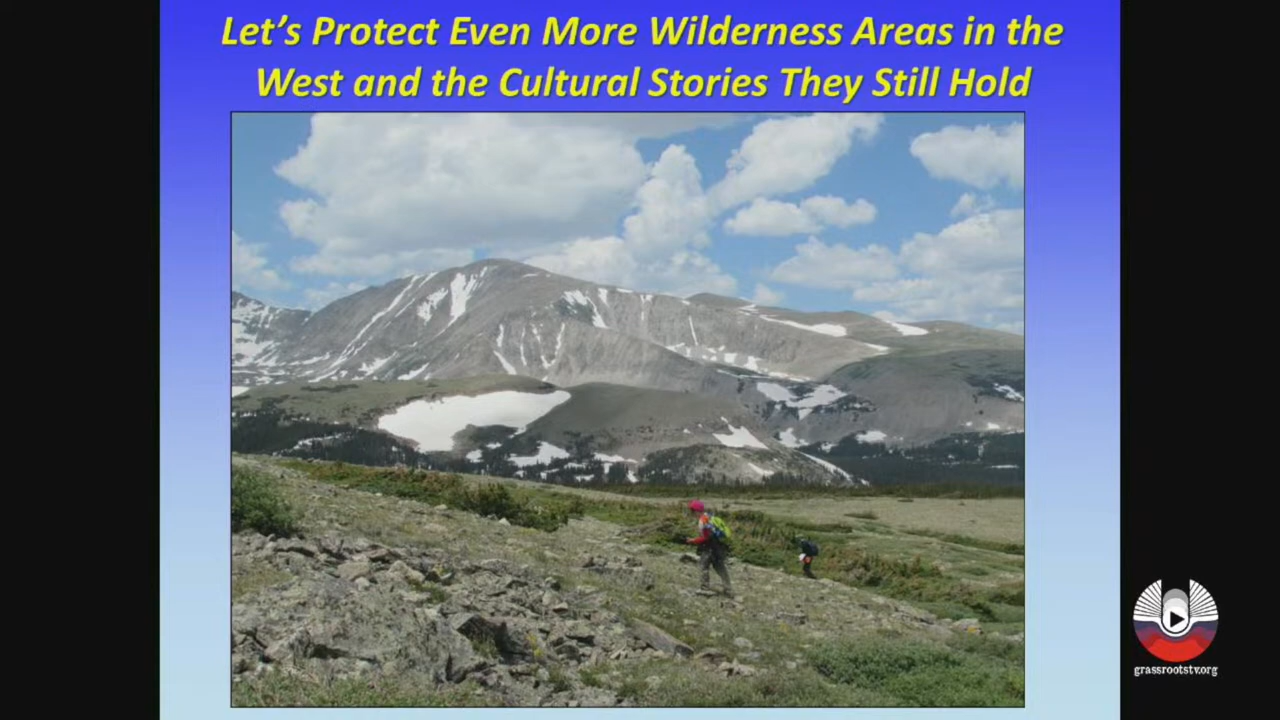 Let's Protect Even More Wilderness Areas in the
West and the Cultural Stories They Still Hold
grassrootstv.org